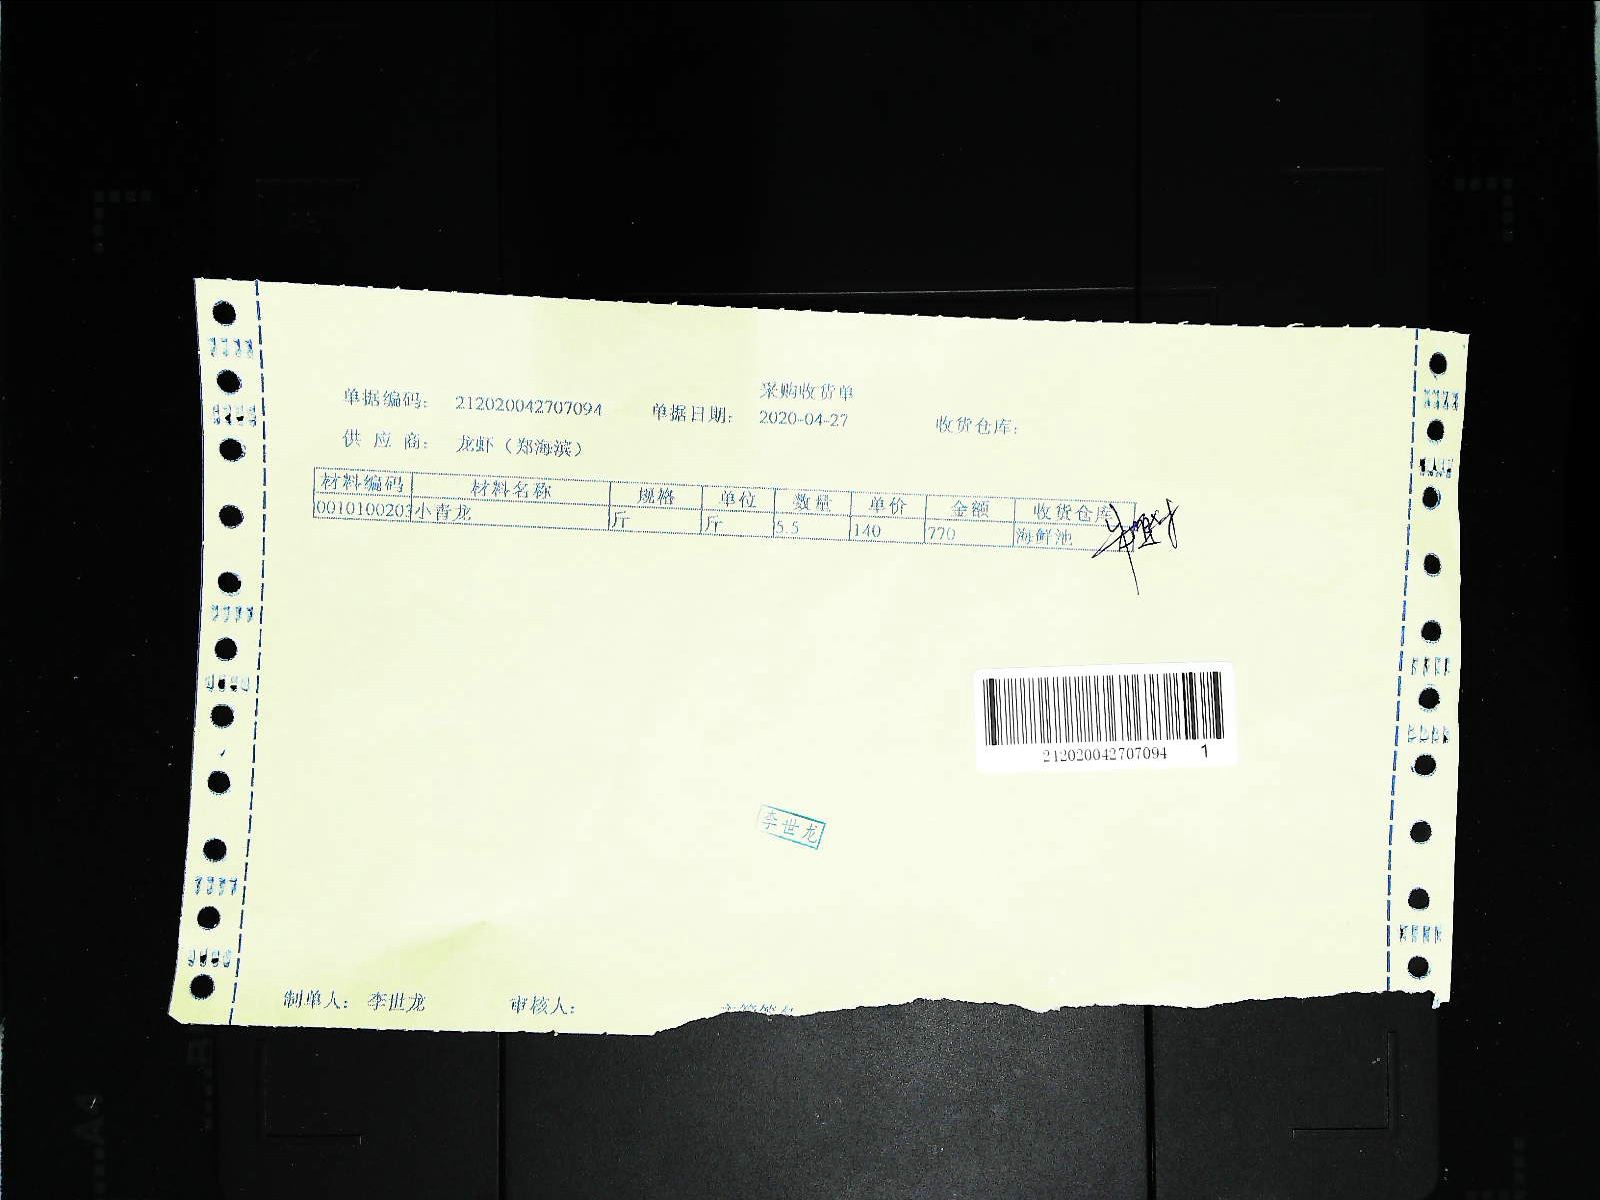 采购收货单
单据编码: 212020042707094 单据日期: 2020-04-27 收货仓库:
供 应 商: 龙虾（郑海滨）
材料编码 材料名称 规格 单位 数量 单价 金额 收货仓库
0010100203 小青龙 斤 斤 5.5 140 770 海鲜池
212020042707094 1
李世龙
制单人: 李世龙 审核人: